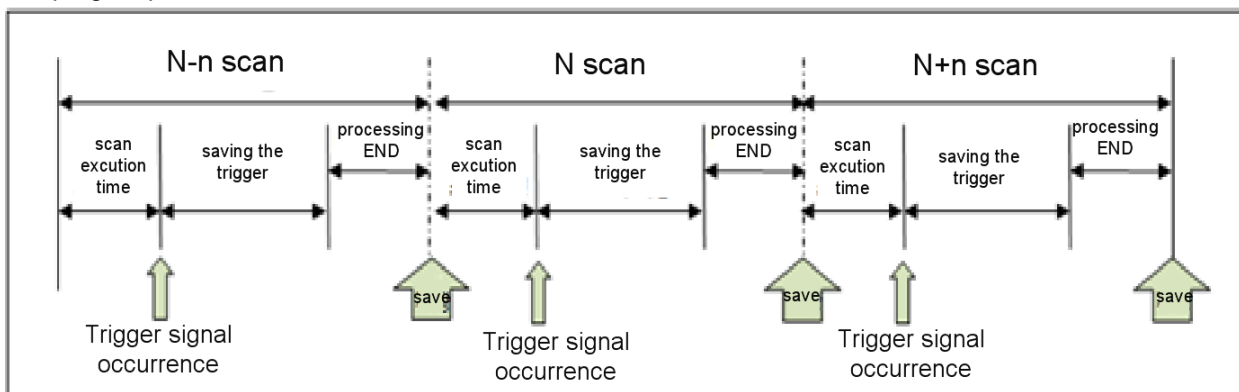 N-n scan
N scan
N+n scan
scan
excution
time
saving the
trigger
processing
END
scan
excution
time
saving the
trigger
processing
END
scan
excution
time
saving the
trigger
processing
END
save
save
save
Trigger signal
occurrence
Trigger signal
occurrence
Trigger signal
occurrence